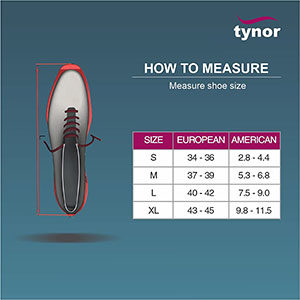 tynor
HOW TO MEASURE
Measure shoe size
SIZE EUROPEAN AMERICAN
S 34 - 36 2.8 - 4.4
M 37 - 39 5.3 - 6.8
L 40 - 42 7.5 - 9.0
XL 43 - 45 9.8 - 11.5